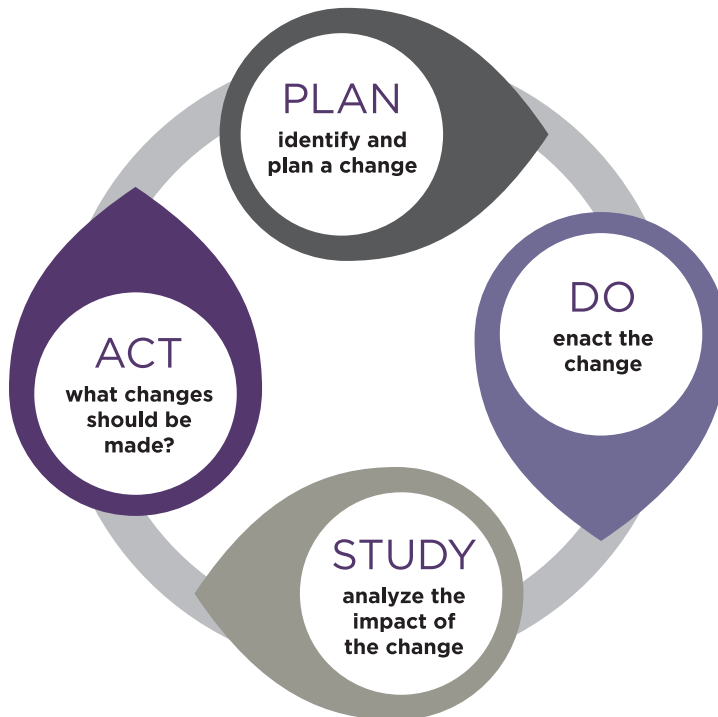 PLAN
identify and
plan a change
DO
enact the
change
STUDY
analyze the
impact of
the change
ACT
what changes
should be
made?